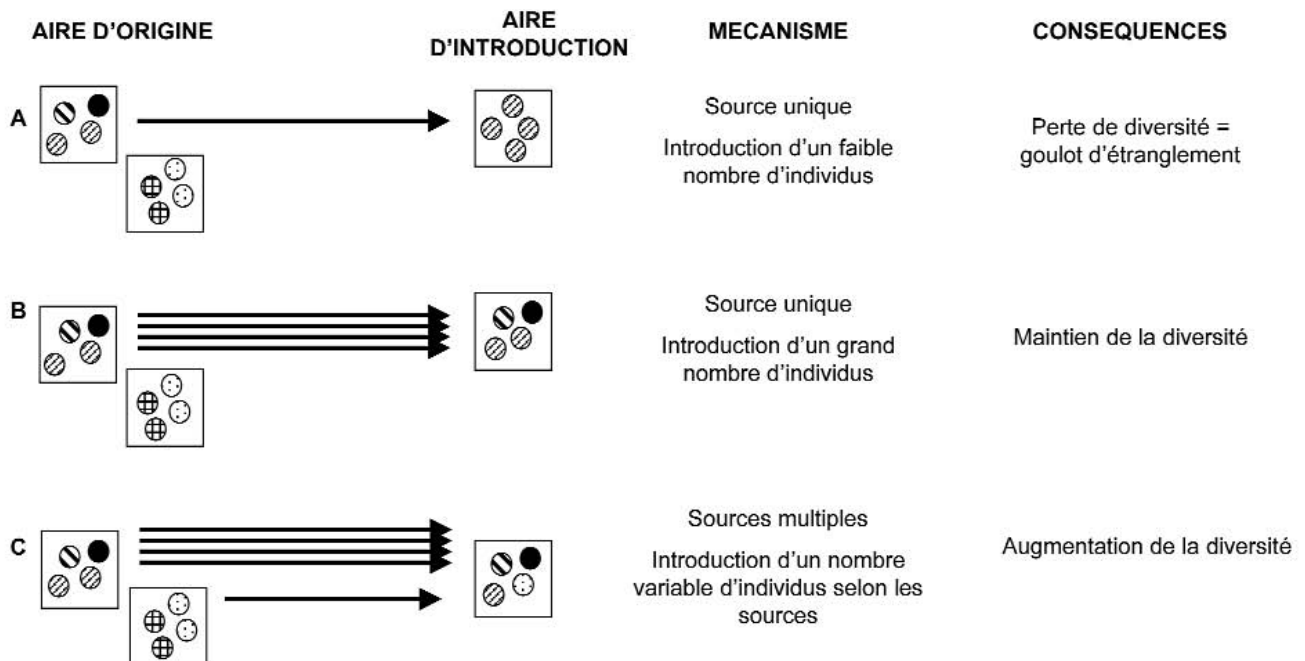 AIRE D'ORIGINE
AIRE
D'INTRODUCTION
MECANISME
CONSEQUENCES
A
Source unique
Introduction d'un faible
nombre d'individus
Perte de diversité =
goulot d'étranglement
B
Source unique
Introduction d'un grand
nombre d'individus
Maintien de la diversité
C
Sources multiples
Introduction d'un nombre
variable d'individus selon les
sources
Augmentation de la diversité